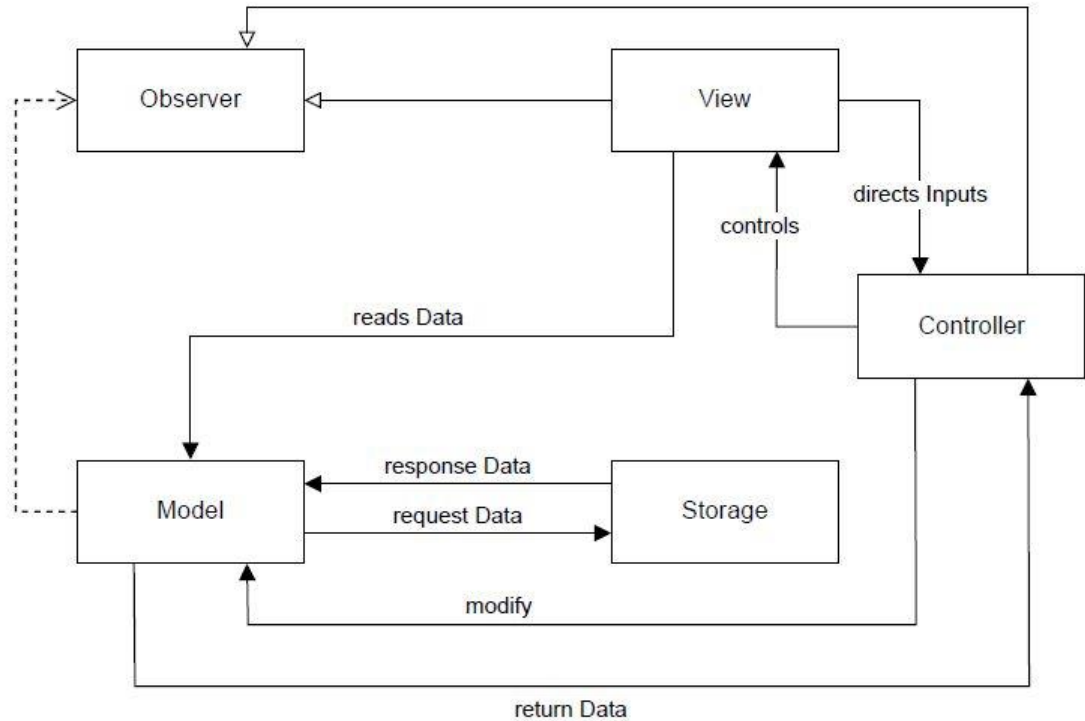 Observer
View
directs Inputs
controls
Controller
reads Data
response Data
Model
request Data
Storage
modify
return Data